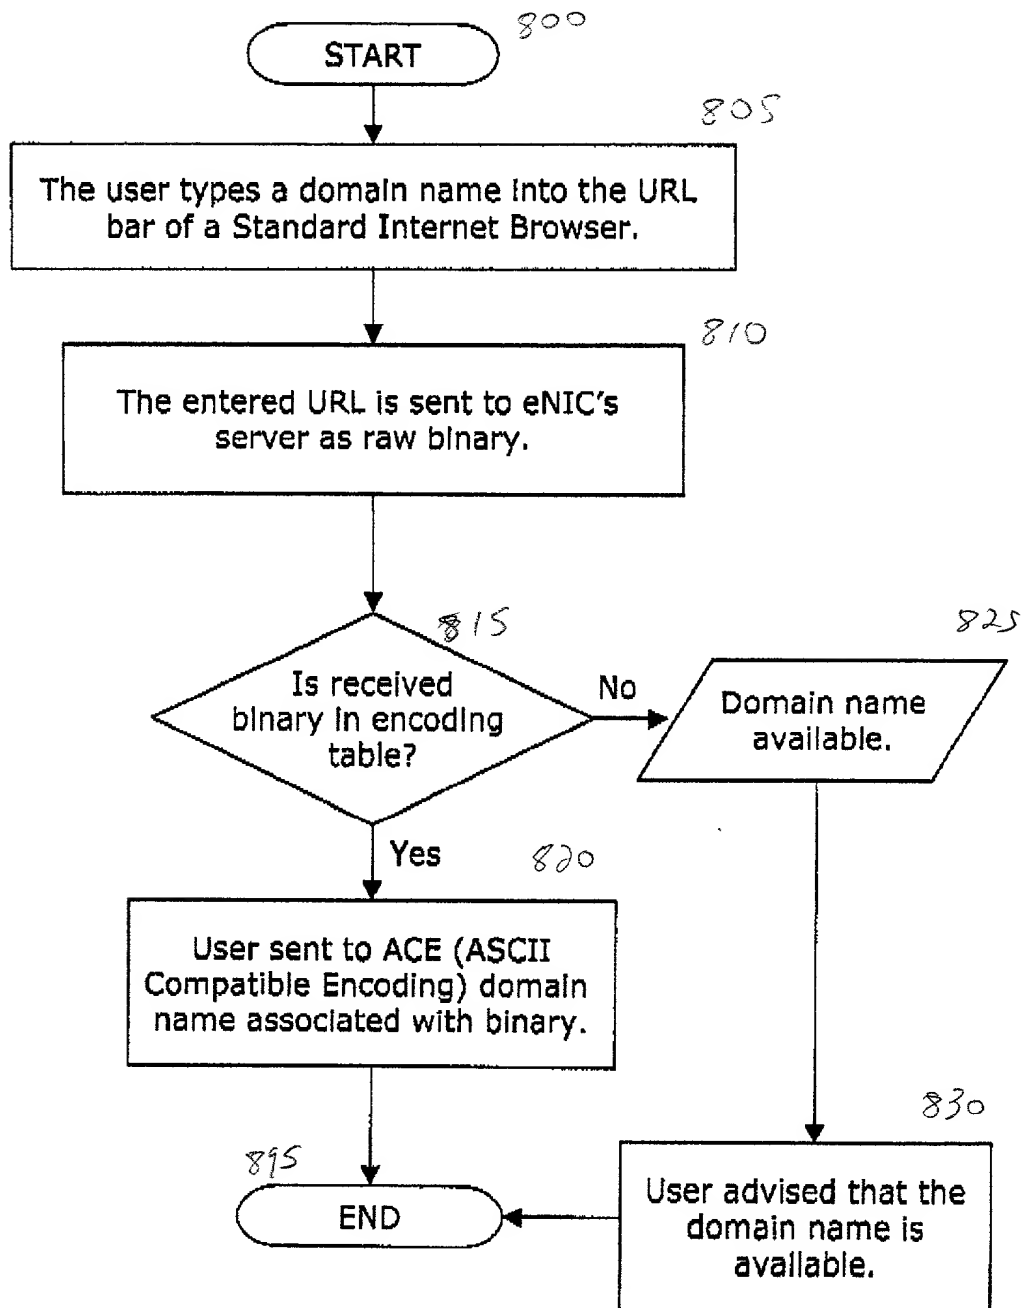 800
START
805
The user types a domain name into the URL
bar of a Standard Internet Browser.
810
The entered URL is sent to eNIC's
server as raw binary.
815
Is received
binary in encoding
table?
No
825
Domain name
available.
Yes
820
User sent to ACE (ASCII
Compatible Encoding) domain
name associated with binary.
830
User advised that the
domain name is
available.
895
END